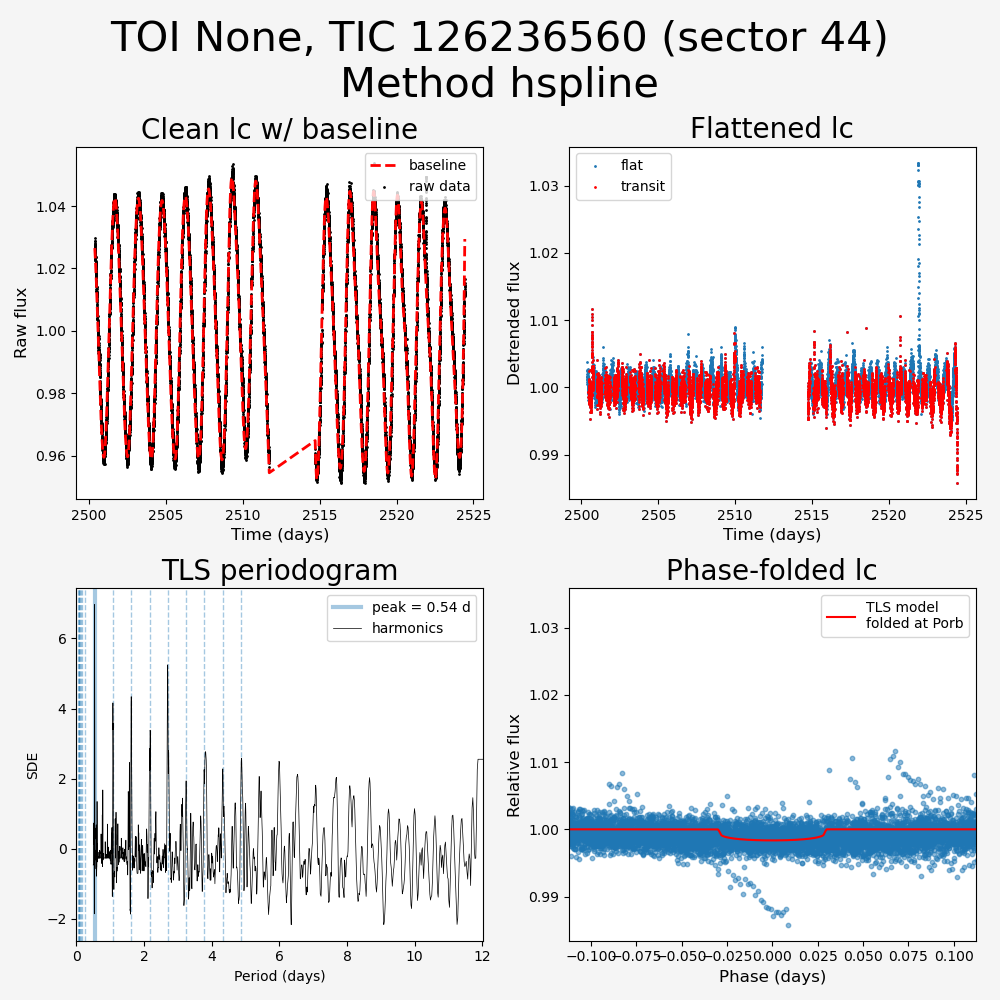 TOI None, TIC 126236560 (sector 44)
Method hspline
Clean lc w/ baseline
Raw flux
1.04
1.02
1.00
0.98
0.96
baseline
raw data
2500
2505
2510
2515
2520
2525
Time (days)
Flattened lc
Detrended flux
1.03
1.02
1.01
1.00
0.99
flat
transit
2500
2505
2510
2515
2520
2525
Time (days)
TLS periodogram
SDE
6
4
2
0
−2
peak = 0.54 d
harmonics
0
2
4
6
8
10
12
Period (days)
Phase-folded lc
Relative flux
1.03
1.02
1.01
1.00
0.99
TLS model
folded at Porb
−0.100
−0.075
−0.050
−0.025
0.000
0.025
0.050
0.075
0.100
Phase (days)